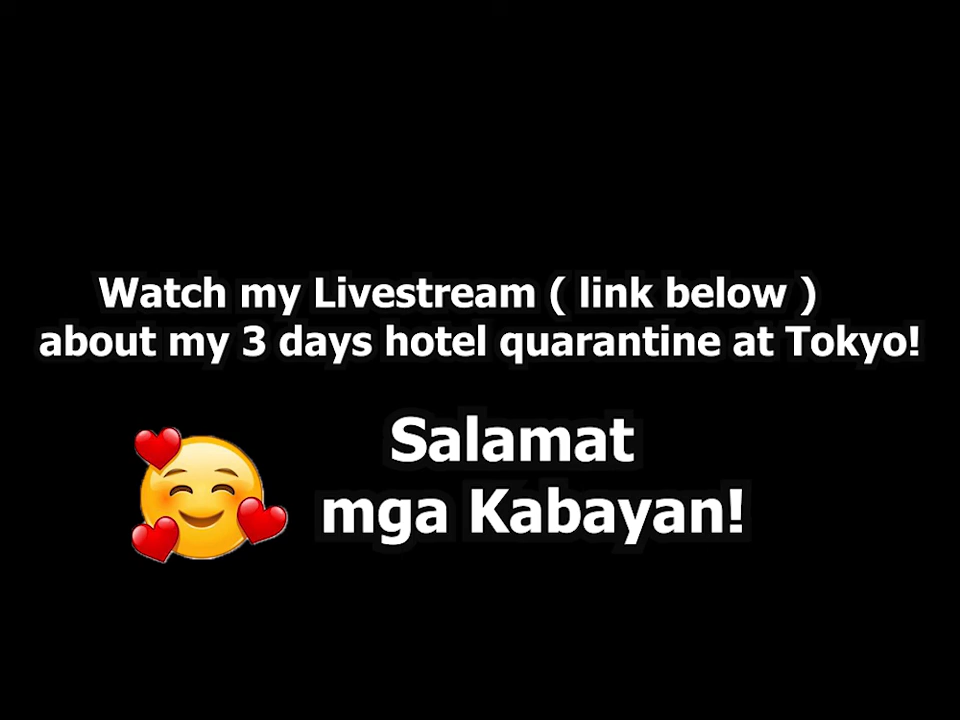 Watch my Livestream ( link below )
about my 3 days hotel quarantine at Tokyo!
Salamat
mga Kabayan!